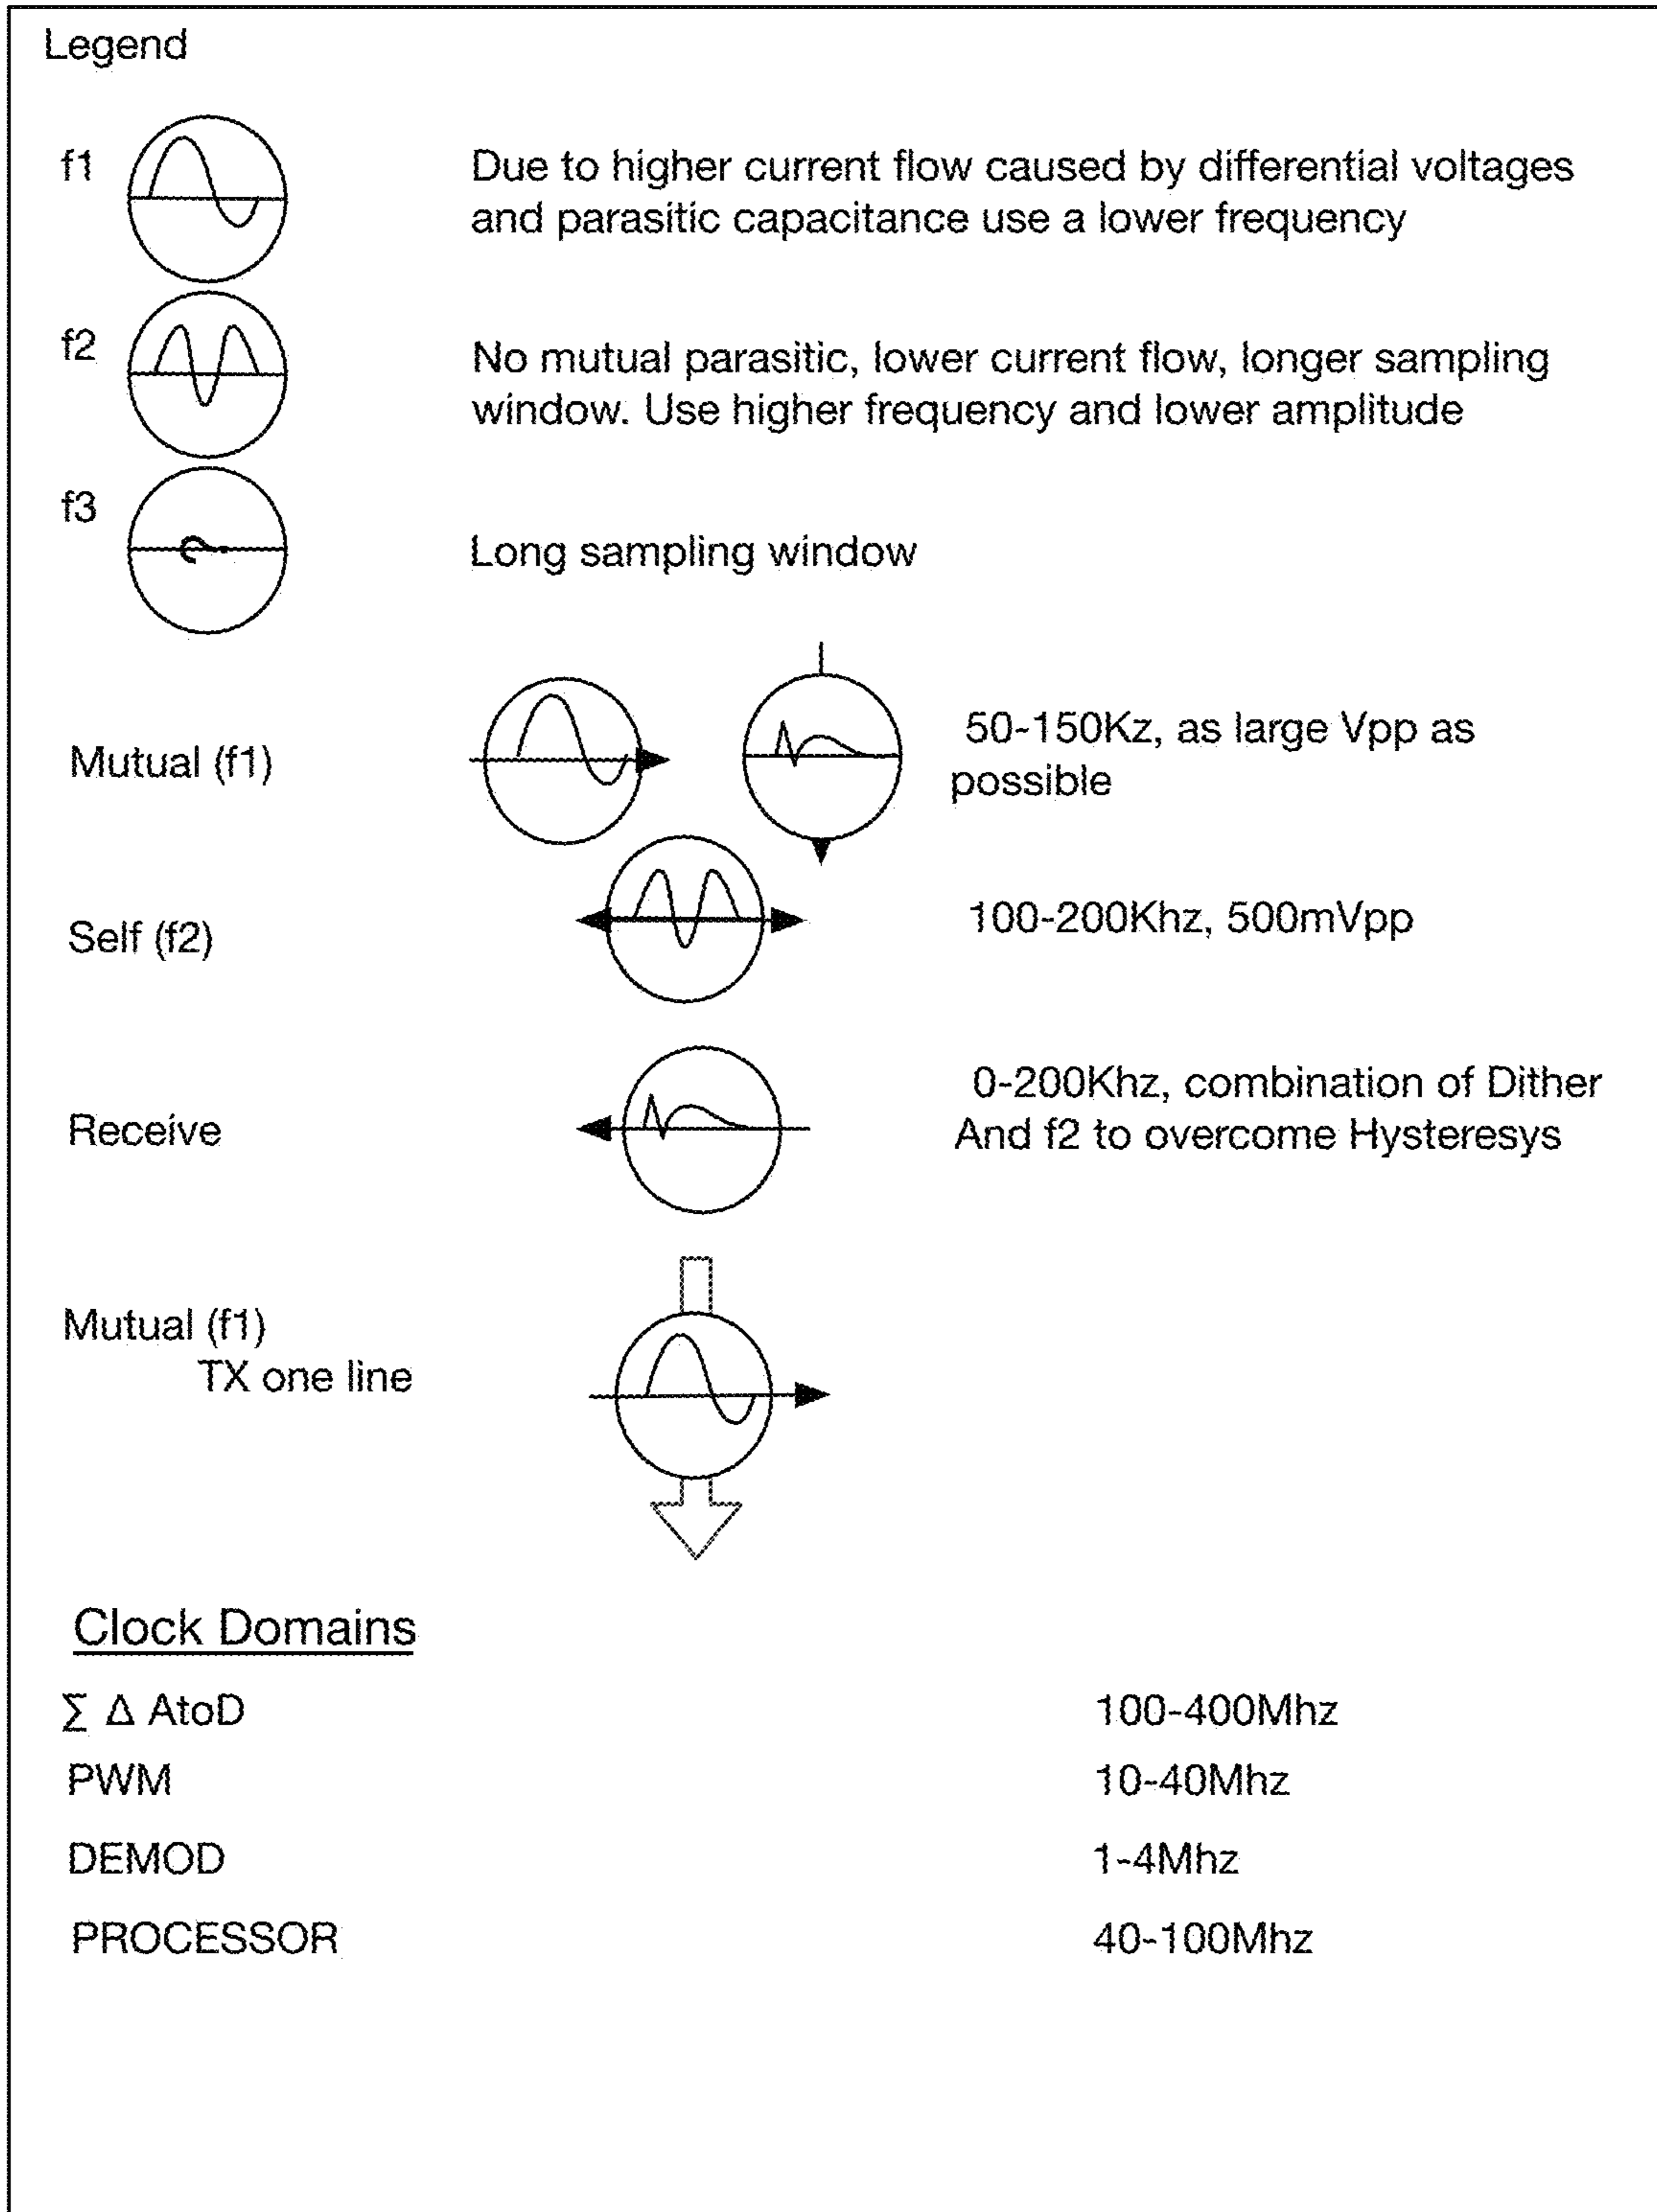 Legend
f1
Due to higher current flow caused by differential voltages
and parasitic capacitance use a lower frequency
f2
No mutual parasitic, lower current flow, longer sampling
window. Use higher frequency and lower amplitude
f3
Long sampling window
Mutual (f1)
50-150Kz, as large Vpp as
possible
Self (f2)
100-200Khz, 500mVpp
Receive
0-200Khz, combination of Dither
And f2 to overcome Hysteresys
Mutual (f1)
TX one line
Clock Domains
∑ Δ AtoD 100-400Mhz
PWM 10-40Mhz
DEMOD 1-4Mhz
PROCESSOR 40-100Mhz